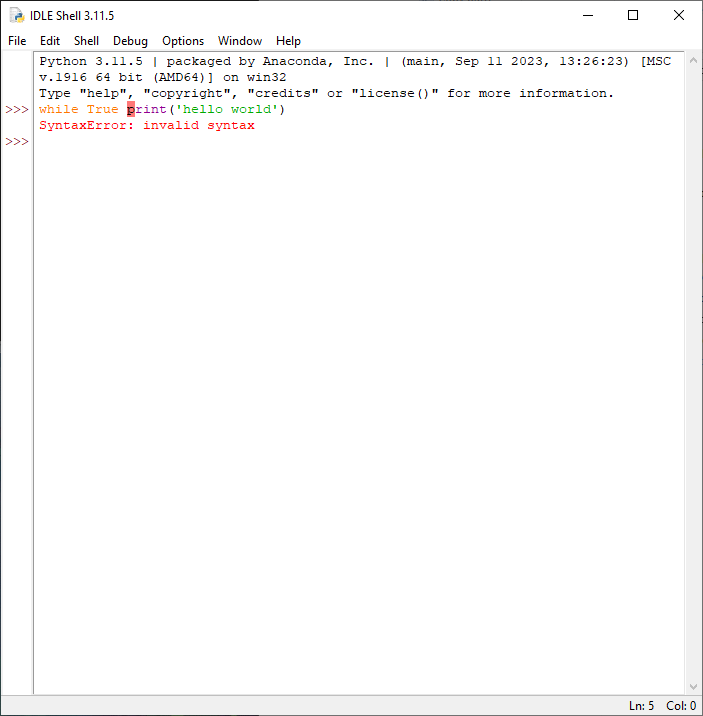 IDLE Shell 3.11.5
File Edit Shell Debug Options Window Help
Python 3.11.5 | packaged by Anaconda, Inc. | (main, Sep 11 2023, 13:26:23) [MSC
v.1916 64 bit (AMD64)] on win32
Type "help", "copyright", "credits" or "license()" for more information.
>>> while True print('hello world')
SyntaxError: invalid syntax
>>>
Ln: 5 Col: 0